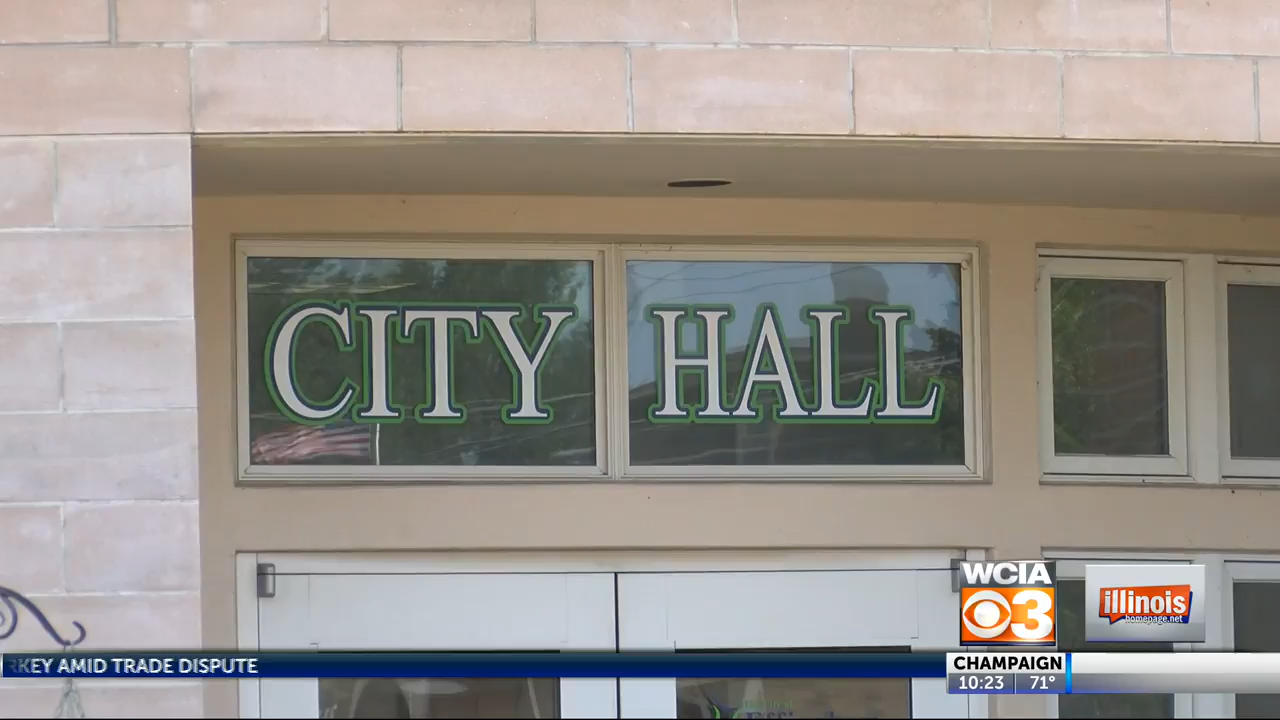 CITY HALL
WCIA
3
illinois
homepage.net
RKEY AMID TRADE DISPUTE
CHAMPAIGN
10:23 71°